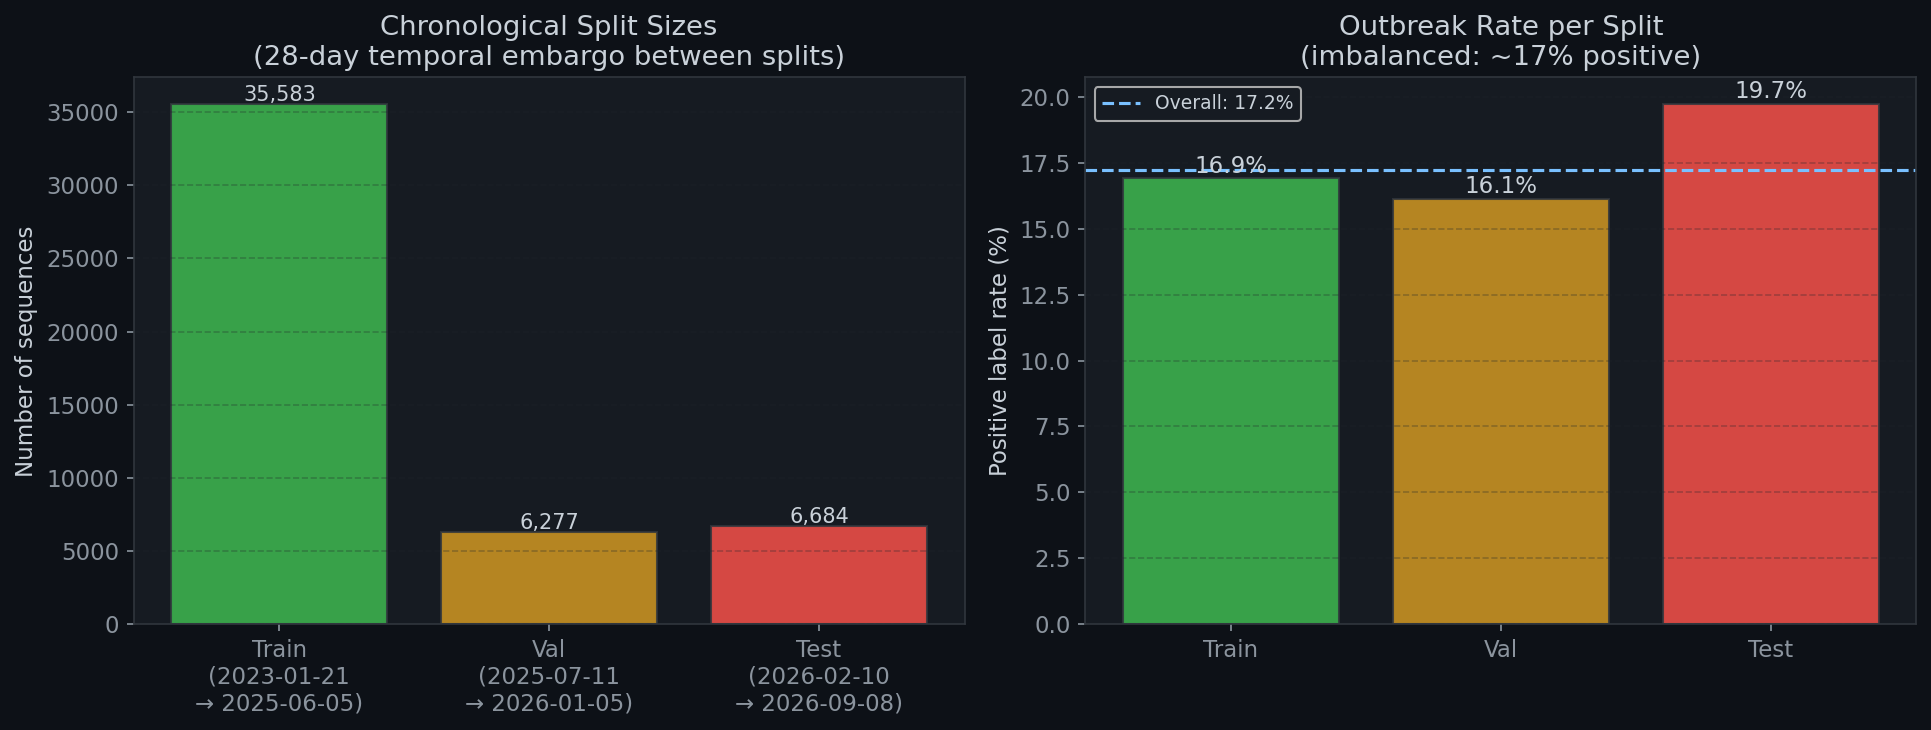 Chronological Split Sizes
(28-day temporal embargo between splits)
Number of sequences
35000
30000
25000
20000
15000
10000
5000
0
35,583
6,277
6,684
Train
(2023-01-21
→ 2025-06-05)
Val
(2025-07-11
→ 2026-01-05)
Test
(2026-02-10
→ 2026-09-08)
Outbreak Rate per Split
(imbalanced: ~17% positive)
Overall: 17.2%
Positive label rate (%)
20.0
17.5
15.0
12.5
10.0
7.5
5.0
2.5
0.0
16.9%
16.1%
19.7%
Train
Val
Test